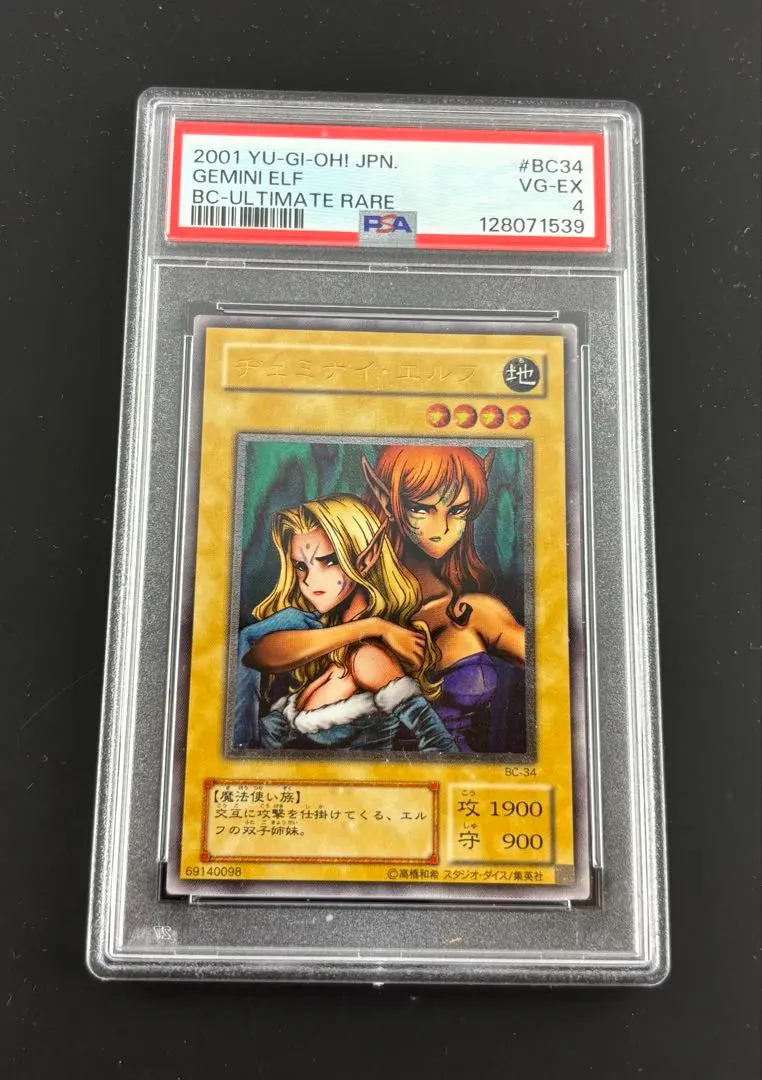 2001 YU-GI-OH! JPN. #BC34
GEMINI ELF VG-EX
BC-ULTIMATE RARE 4
PSA 128071539
ヂェミナイ・エルフ 地
BC-34
【魔法使い族】
交互に攻撃を仕掛けてくる、エル
フの双子姉妹。
攻 1900
守 900
69140098 ©高橋和希 スタジオ・ダイス/集英社